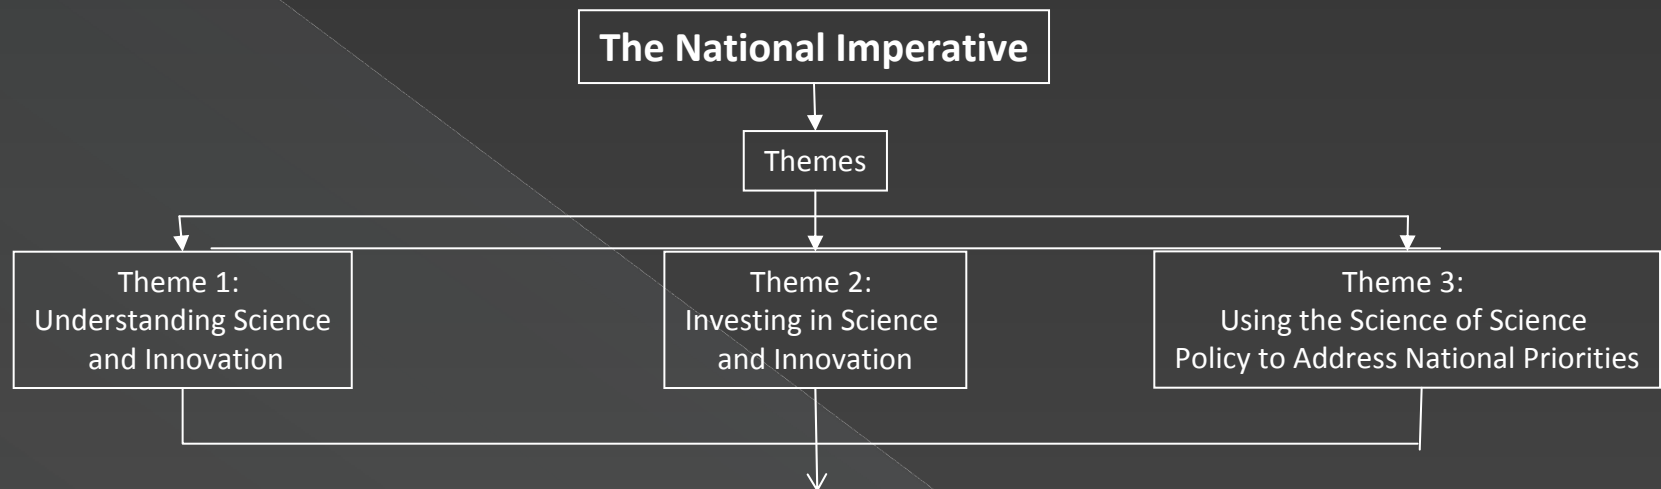 The National Imperative
Themes
Theme 1:
Understanding Science
and Innovation
Theme 2:
Investing in Science
and Innovation
Theme 3:
Using the Science of Science
Policy to Address National Priorities